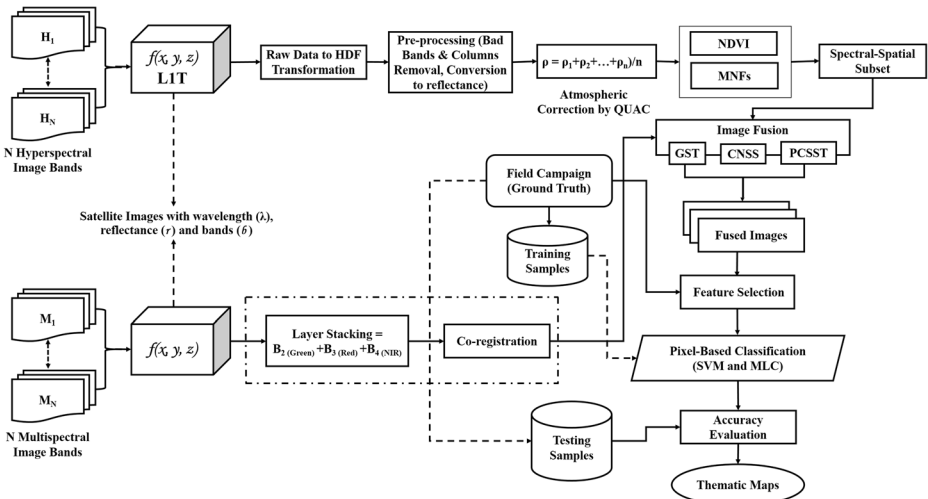 H1
HN
N Hyperspectral
Image Bands
f(x, y, z)
L1T
Raw Data to HDF
Transformation
Pre-processing (Bad
Bands & Columns
Removal, Conversion
to reflectance)
ρ = ρ1+ρ2+…+ρn)/n
Atmospheric
Correction by QUAC
NDVI
MNFs
Spectral-Spatial
Subset
Image Fusion
GST
CNSS
PCSST
Fused Images
Feature Selection
Field Campaign
(Ground Truth)
Training
Samples
Satellite Images with wavelength (λ),
reflectance (r) and bands (б)
M1
MN
N Multispectral
Image Bands
f(x, y, z)
Layer Stacking =
B2 (Green) +B3 (Red) +B4 (NIR)
Co-registration
Pixel-Based Classification
(SVM and MLC)
Testing
Samples
Accuracy
Evaluation
Thematic Maps